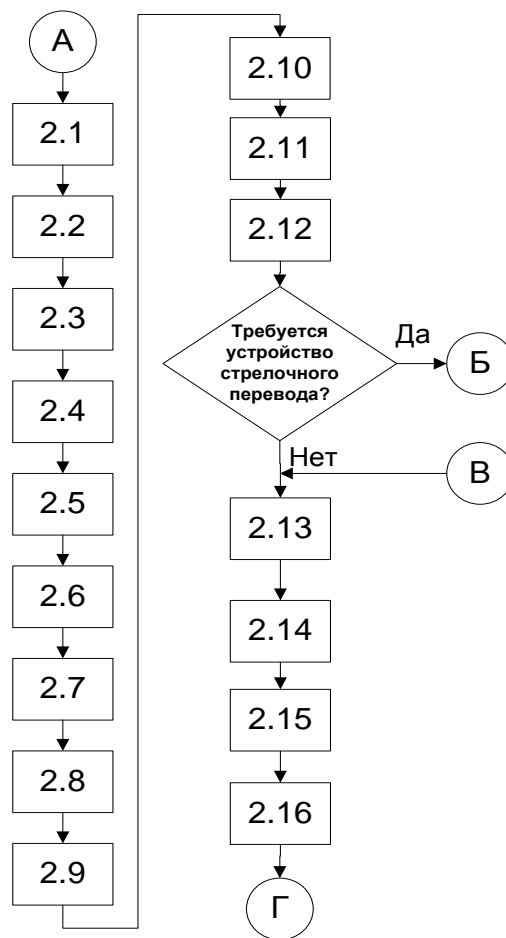 А
2.1
2.2
2.3
2.4
2.5
2.6
2.7
2.8
2.9
2.10
2.11
2.12
Требуется
устройство
стрелочного
перевода?
Да
Б
Нет
В
2.13
2.14
2.15
2.16
Г